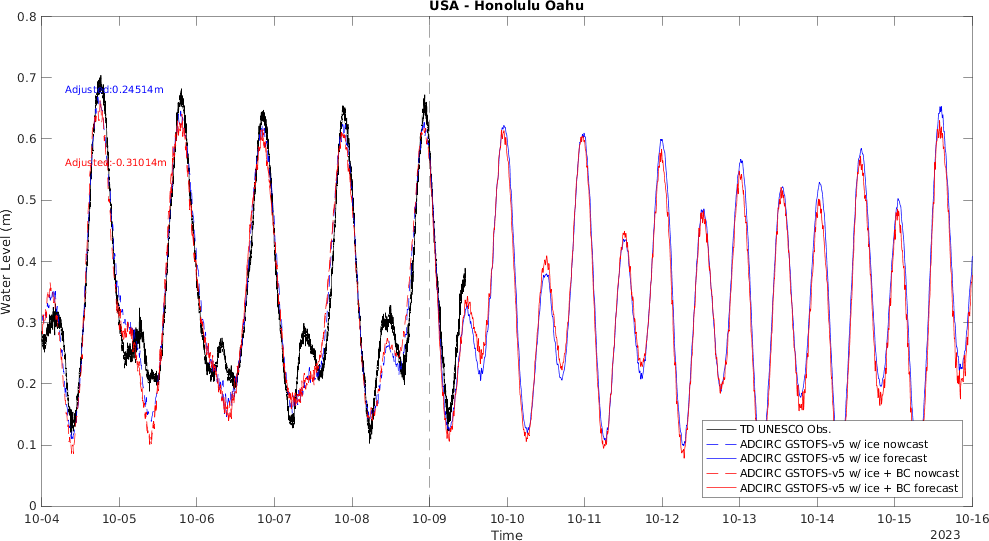 USA - Honolulu Oahu
0.8
0.7
Adjusted:0.24514m
0.6
Adjusted:-0.31014m
0.5
0.4
0.3
0.2
0.1
0
Water Level (m)
TD UNESCO Obs.
ADCIRC GSTOFS-v5 w/ ice nowcast
ADCIRC GSTOFS-v5 w/ ice forecast
ADCIRC GSTOFS-v5 w/ ice + BC nowcast
ADCIRC GSTOFS-v5 w/ ice + BC forecast
10-04 10-05 10-06 10-07 10-08 10-09 10-10 10-11 10-12 10-13 10-14 10-15 10-16
Time
2023